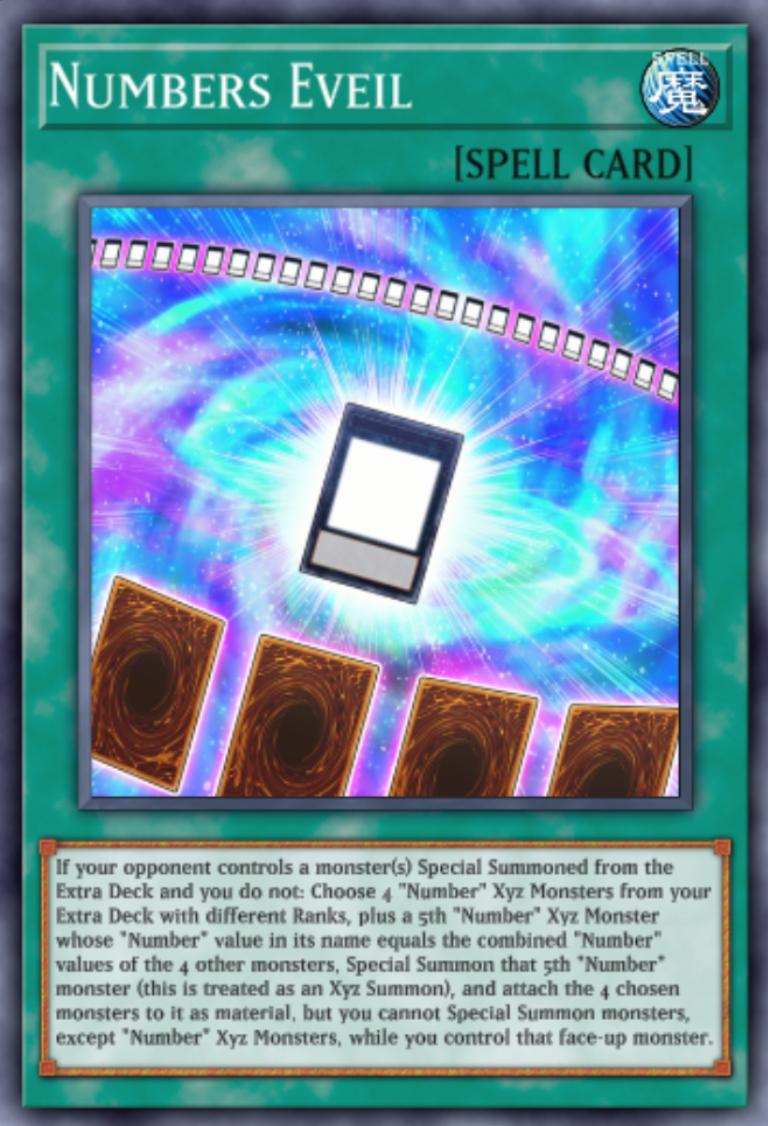 Numbers Eveil
SPELL
魔
[SPELL CARD]
If your opponent controls a monster(s) Special Summoned from the
Extra Deck and you do not: Choose 4 "Number" Xyz Monsters from your
Extra Deck with different Ranks, plus a 5th "Number" Xyz Monster
whose "Number" value in its name equals the combined "Number"
values of the 4 other monsters, Special Summon that 5th "Number"
monster (this is treated as an Xyz Summon), and attach the 4 chosen
monsters to it as material, but you cannot Special Summon monsters,
except "Number" Xyz Monsters, while you control that face-up monster.